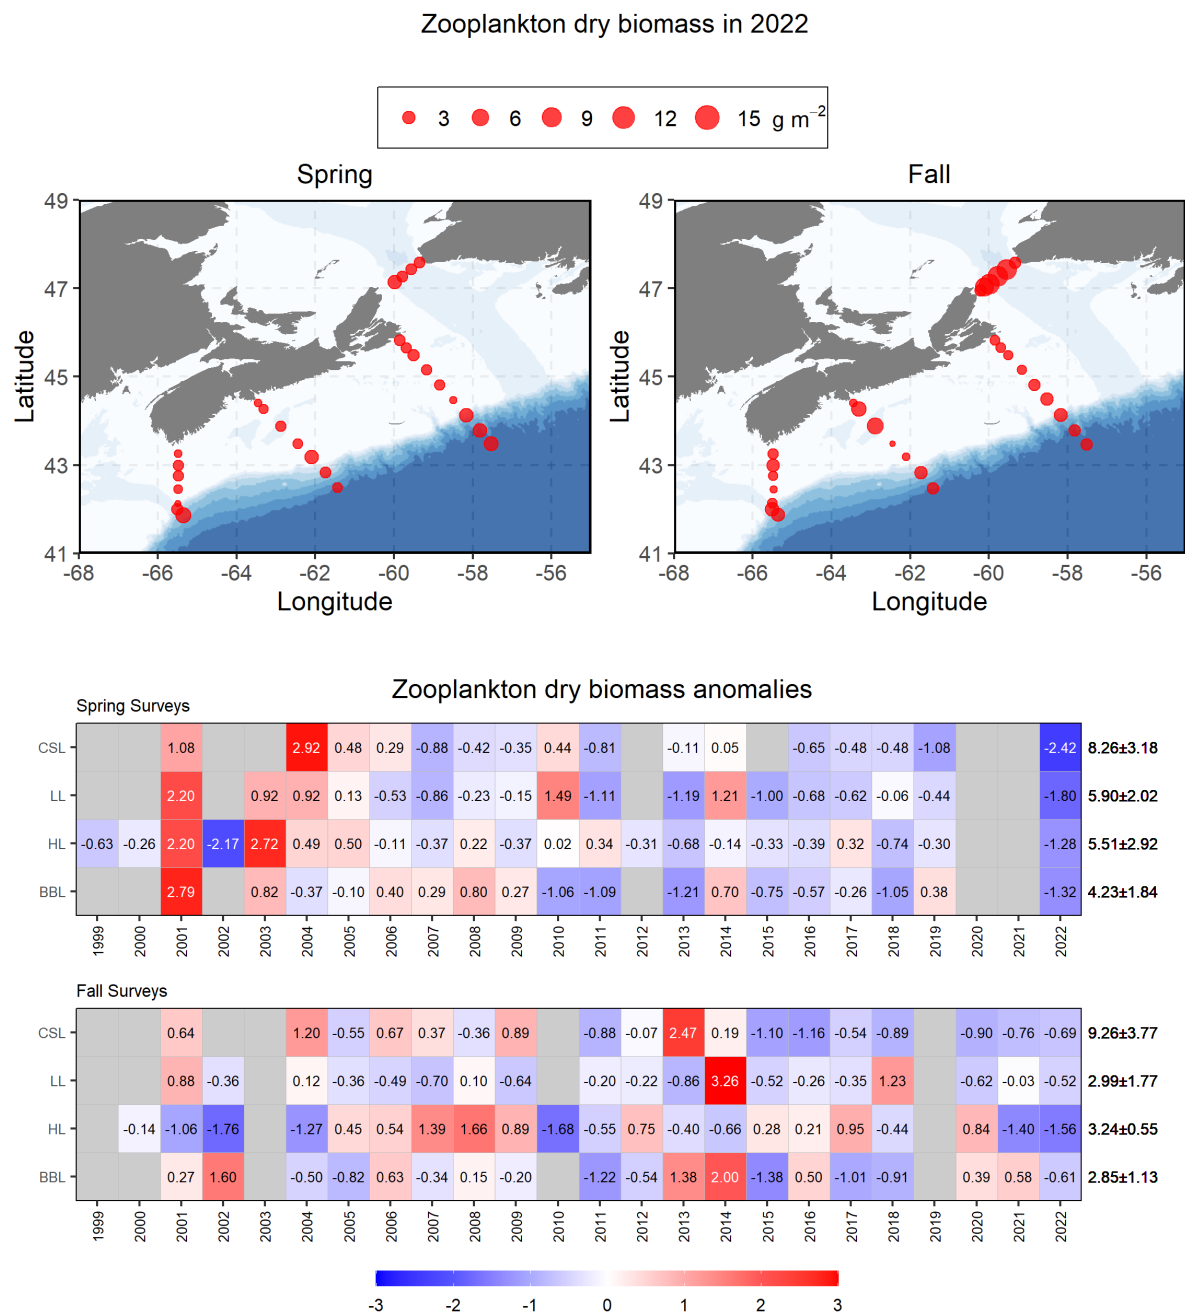 Zooplankton dry biomass in 2022
3 6 9 12 15 g m⁻²
Spring Fall
49 49
47 47
45 45
43 43
41 41
Latitude Latitude
-68 -66 -64 -62 -60 -58 -56 -68 -66 -64 -62 -60 -58 -56
Longitude Longitude
Zooplankton dry biomass anomalies
Spring Surveys
CSL 1.08 2.92 0.48 0.29 -0.88 -0.42 -0.35 0.44 -0.81 -0.11 0.05 -0.65 -0.48 -0.48 -1.08 -2.42 8.26±3.18
LL 2.20 0.92 0.92 0.13 -0.53 -0.86 -0.23 -0.15 1.49 -1.11 -1.19 1.21 -1.00 -0.68 -0.62 -0.06 -0.44 -1.80 5.90±2.02
HL -0.63 -0.26 2.20 -2.17 2.72 0.49 0.50 -0.11 -0.37 0.22 -0.37 0.02 0.34 -0.31 -0.68 -0.14 -0.33 -0.39 0.32 -0.74 -0.30 -1.28 5.51±2.92
BBL 2.79 0.82 -0.37 -0.10 0.40 0.29 0.80 0.27 -1.06 -1.09 -1.21 0.70 -0.75 -0.57 -0.26 -1.05 0.38 -1.32 4.23±1.84
1999 2000 2001 2002 2003 2004 2005 2006 2007 2008 2009 2010 2011 2012 2013 2014 2015 2016 2017 2018 2019 2020 2021 2022
Fall Surveys
CSL 0.64 1.20 -0.55 0.67 0.37 -0.36 0.89 -0.88 -0.07 2.47 0.19 -1.10 -1.16 -0.54 -0.89 -0.90 -0.76 -0.69 9.26±3.77
LL 0.88 -0.36 0.12 -0.36 -0.49 -0.70 0.10 -0.64 -0.20 -0.22 -0.86 3.26 -0.52 -0.26 -0.35 1.23 -0.62 -0.03 -0.52 2.99±1.77
HL -0.14 -1.06 -1.76 -1.27 0.45 0.54 1.39 1.66 0.89 -1.68 -0.55 0.75 -0.40 -0.66 0.28 0.21 0.95 -0.44 0.84 -1.40 -1.56 3.24±0.55
BBL 0.27 1.60 -0.50 -0.82 0.63 -0.34 0.15 -0.20 -1.22 -0.54 1.38 2.00 -1.38 0.50 -1.01 -0.91 0.39 0.58 -0.61 2.85±1.13
1999 2000 2001 2002 2003 2004 2005 2006 2007 2008 2009 2010 2011 2012 2013 2014 2015 2016 2017 2018 2019 2020 2021 2022
-3 -2 -1 0 1 2 3